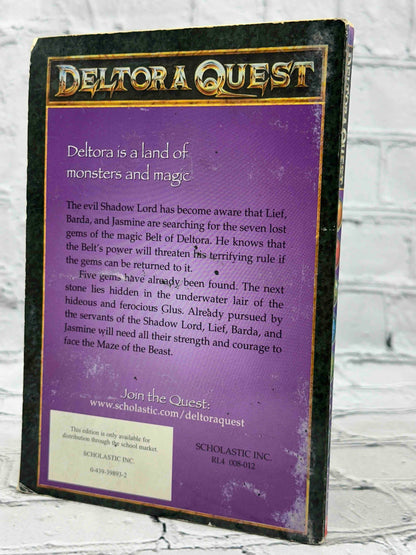 DELTORA QUEST
Deltora is a land of
monsters and magic
The evil Shadow Lord has become aware that Lief,
Barda, and Jasmine are searching for the seven lost
gems of the magic Belt of Deltora. He knows that
the Belt's power will threaten his terrifying rule if
the gems can be returned to it.
Five gems have already been found. The next
stone lies hidden in the underwater lair of the
hideous and ferocious Glus. Already pursued by
the servants of the Shadow Lord, Lief, Barda, and
Jasmine will need all their strength and courage to
face the Maze of the Beast.
Join the Quest:
www.scholastic.com/deltoraquest
This edition is only available for
distribution through the school market.
SCHOLASTIC INC.
0-439-39893-2
SCHOLASTIC INC.
RL4 008-012